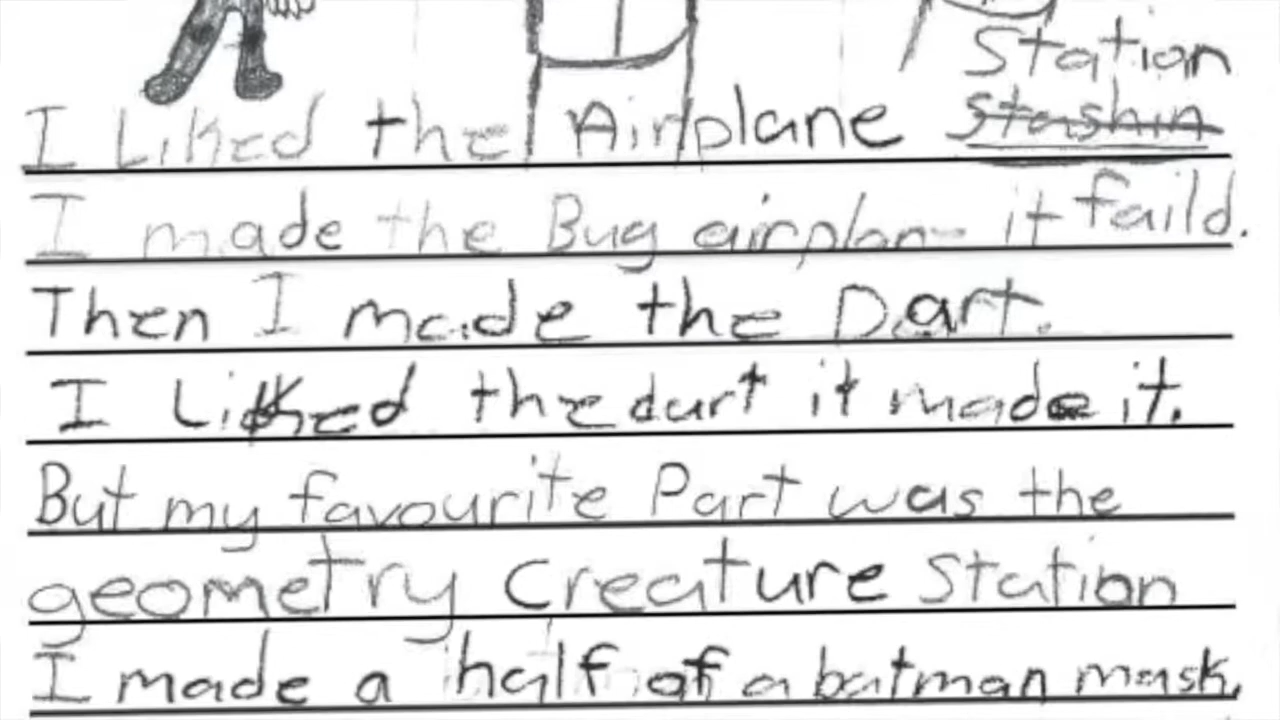 Station
I Liked the Airplane stashin
I made the Bug airplan it faild.
Then I made the Dart.
I Liked the dart it made it.
But my favourite Part was the
geometry Creature Station
I made a half of a batman mask,